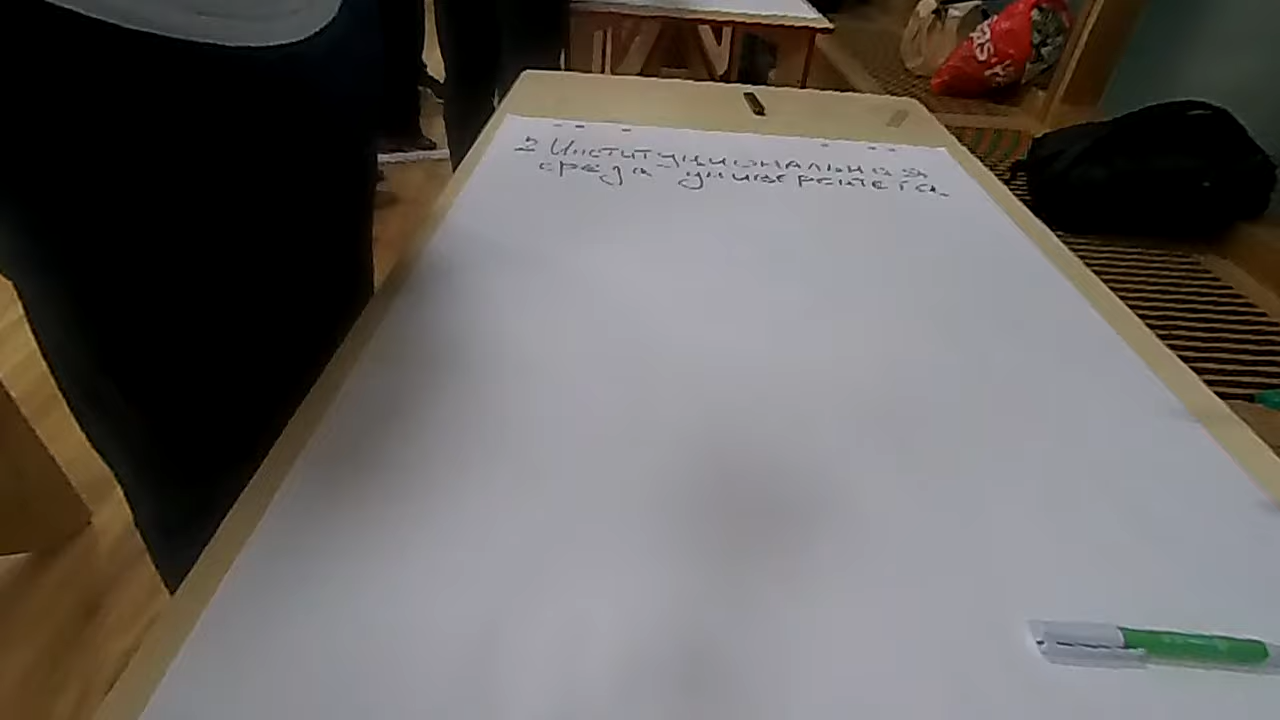 2 Институциональная
среда университета